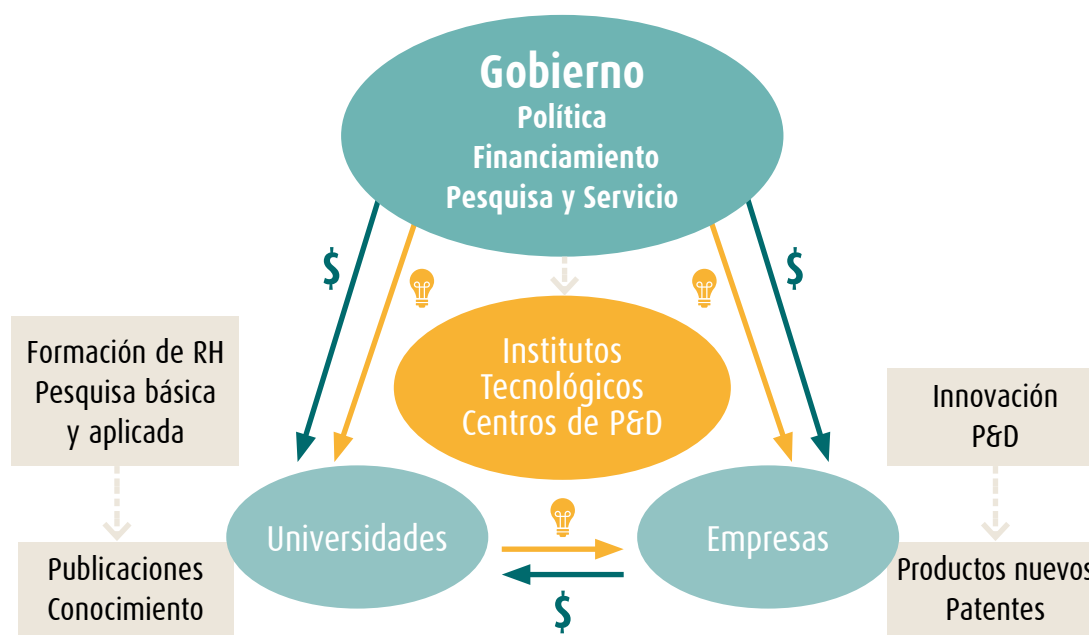 Gobierno
Política
Financiamiento
Pesquisa y Servicio
$
$
Institutos
Tecnológicos
Centros de P&D
Formación de RH
Pesquisa básica
y aplicada
Innovación
P&D
Universidades
Empresas
Publicaciones
Conocimiento
Productos nuevos
Patentes
$